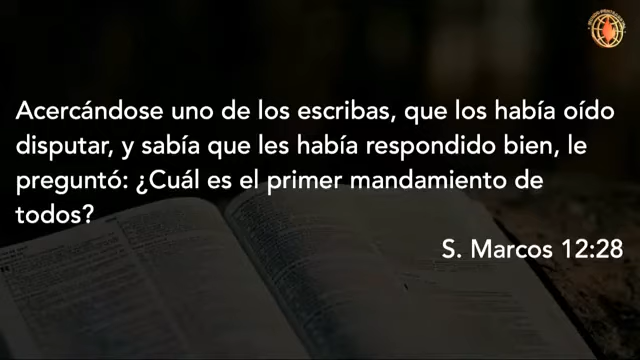 Acercándose uno de los escribas, que los había oído
disputar, y sabía que les había respondido bien, le
preguntó: ¿Cuál es el primer mandamiento de
todos?
S. Marcos 12:28